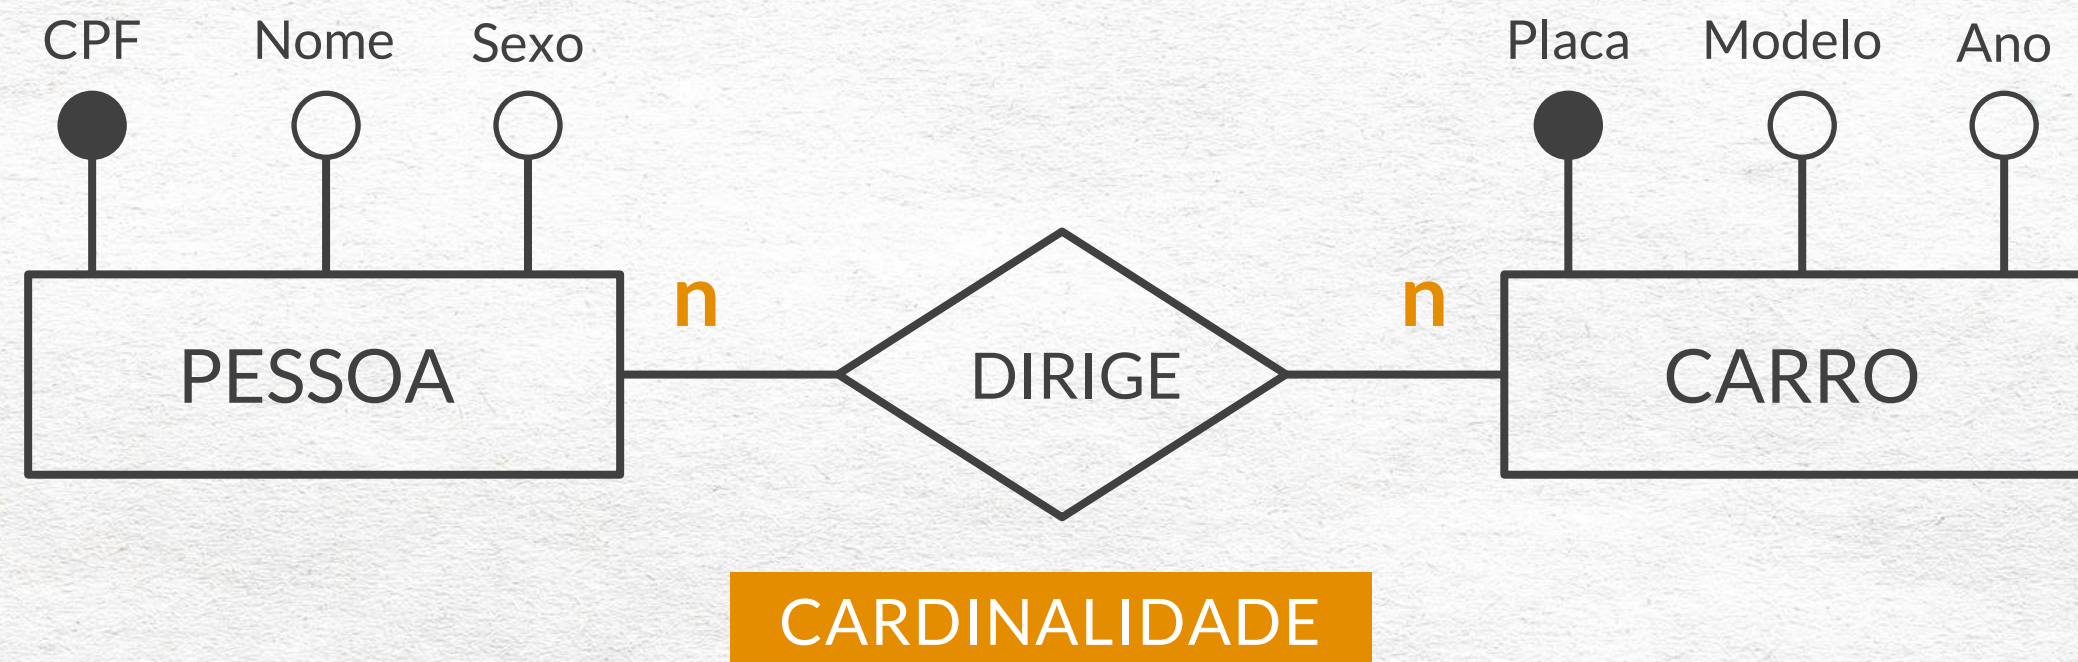 CPF Nome Sexo Placa Modelo Ano
n n
PESSOA DIRIGE CARRO
CARDINALIDADE